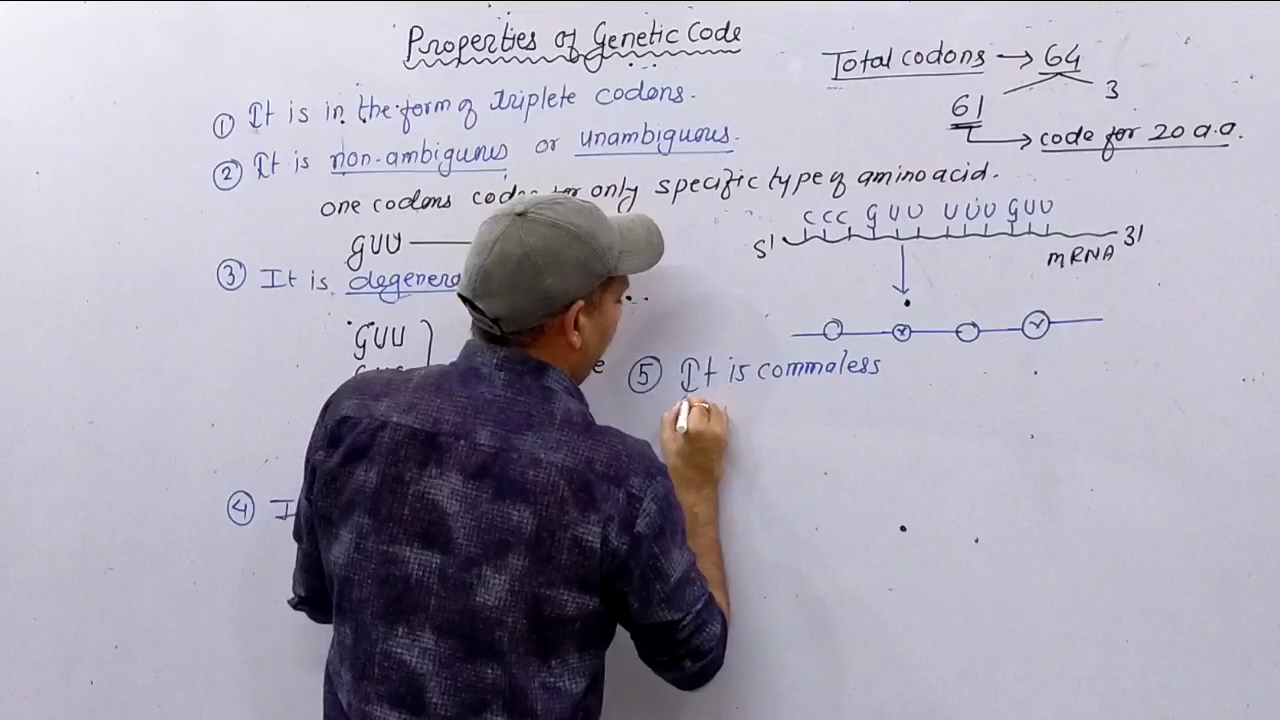 Properties of Genetic Code
Total codons → 64
61 3
code for 20 a.a.
① It is in the form of triplete codons.
② It is non-ambiguous or unambiguous.
one codons only specific type of amino acid.
GUU
③ It is
GUU
④
CCC GUU UUU GUU
5' 3'
mRNA
⑤ It is commaless